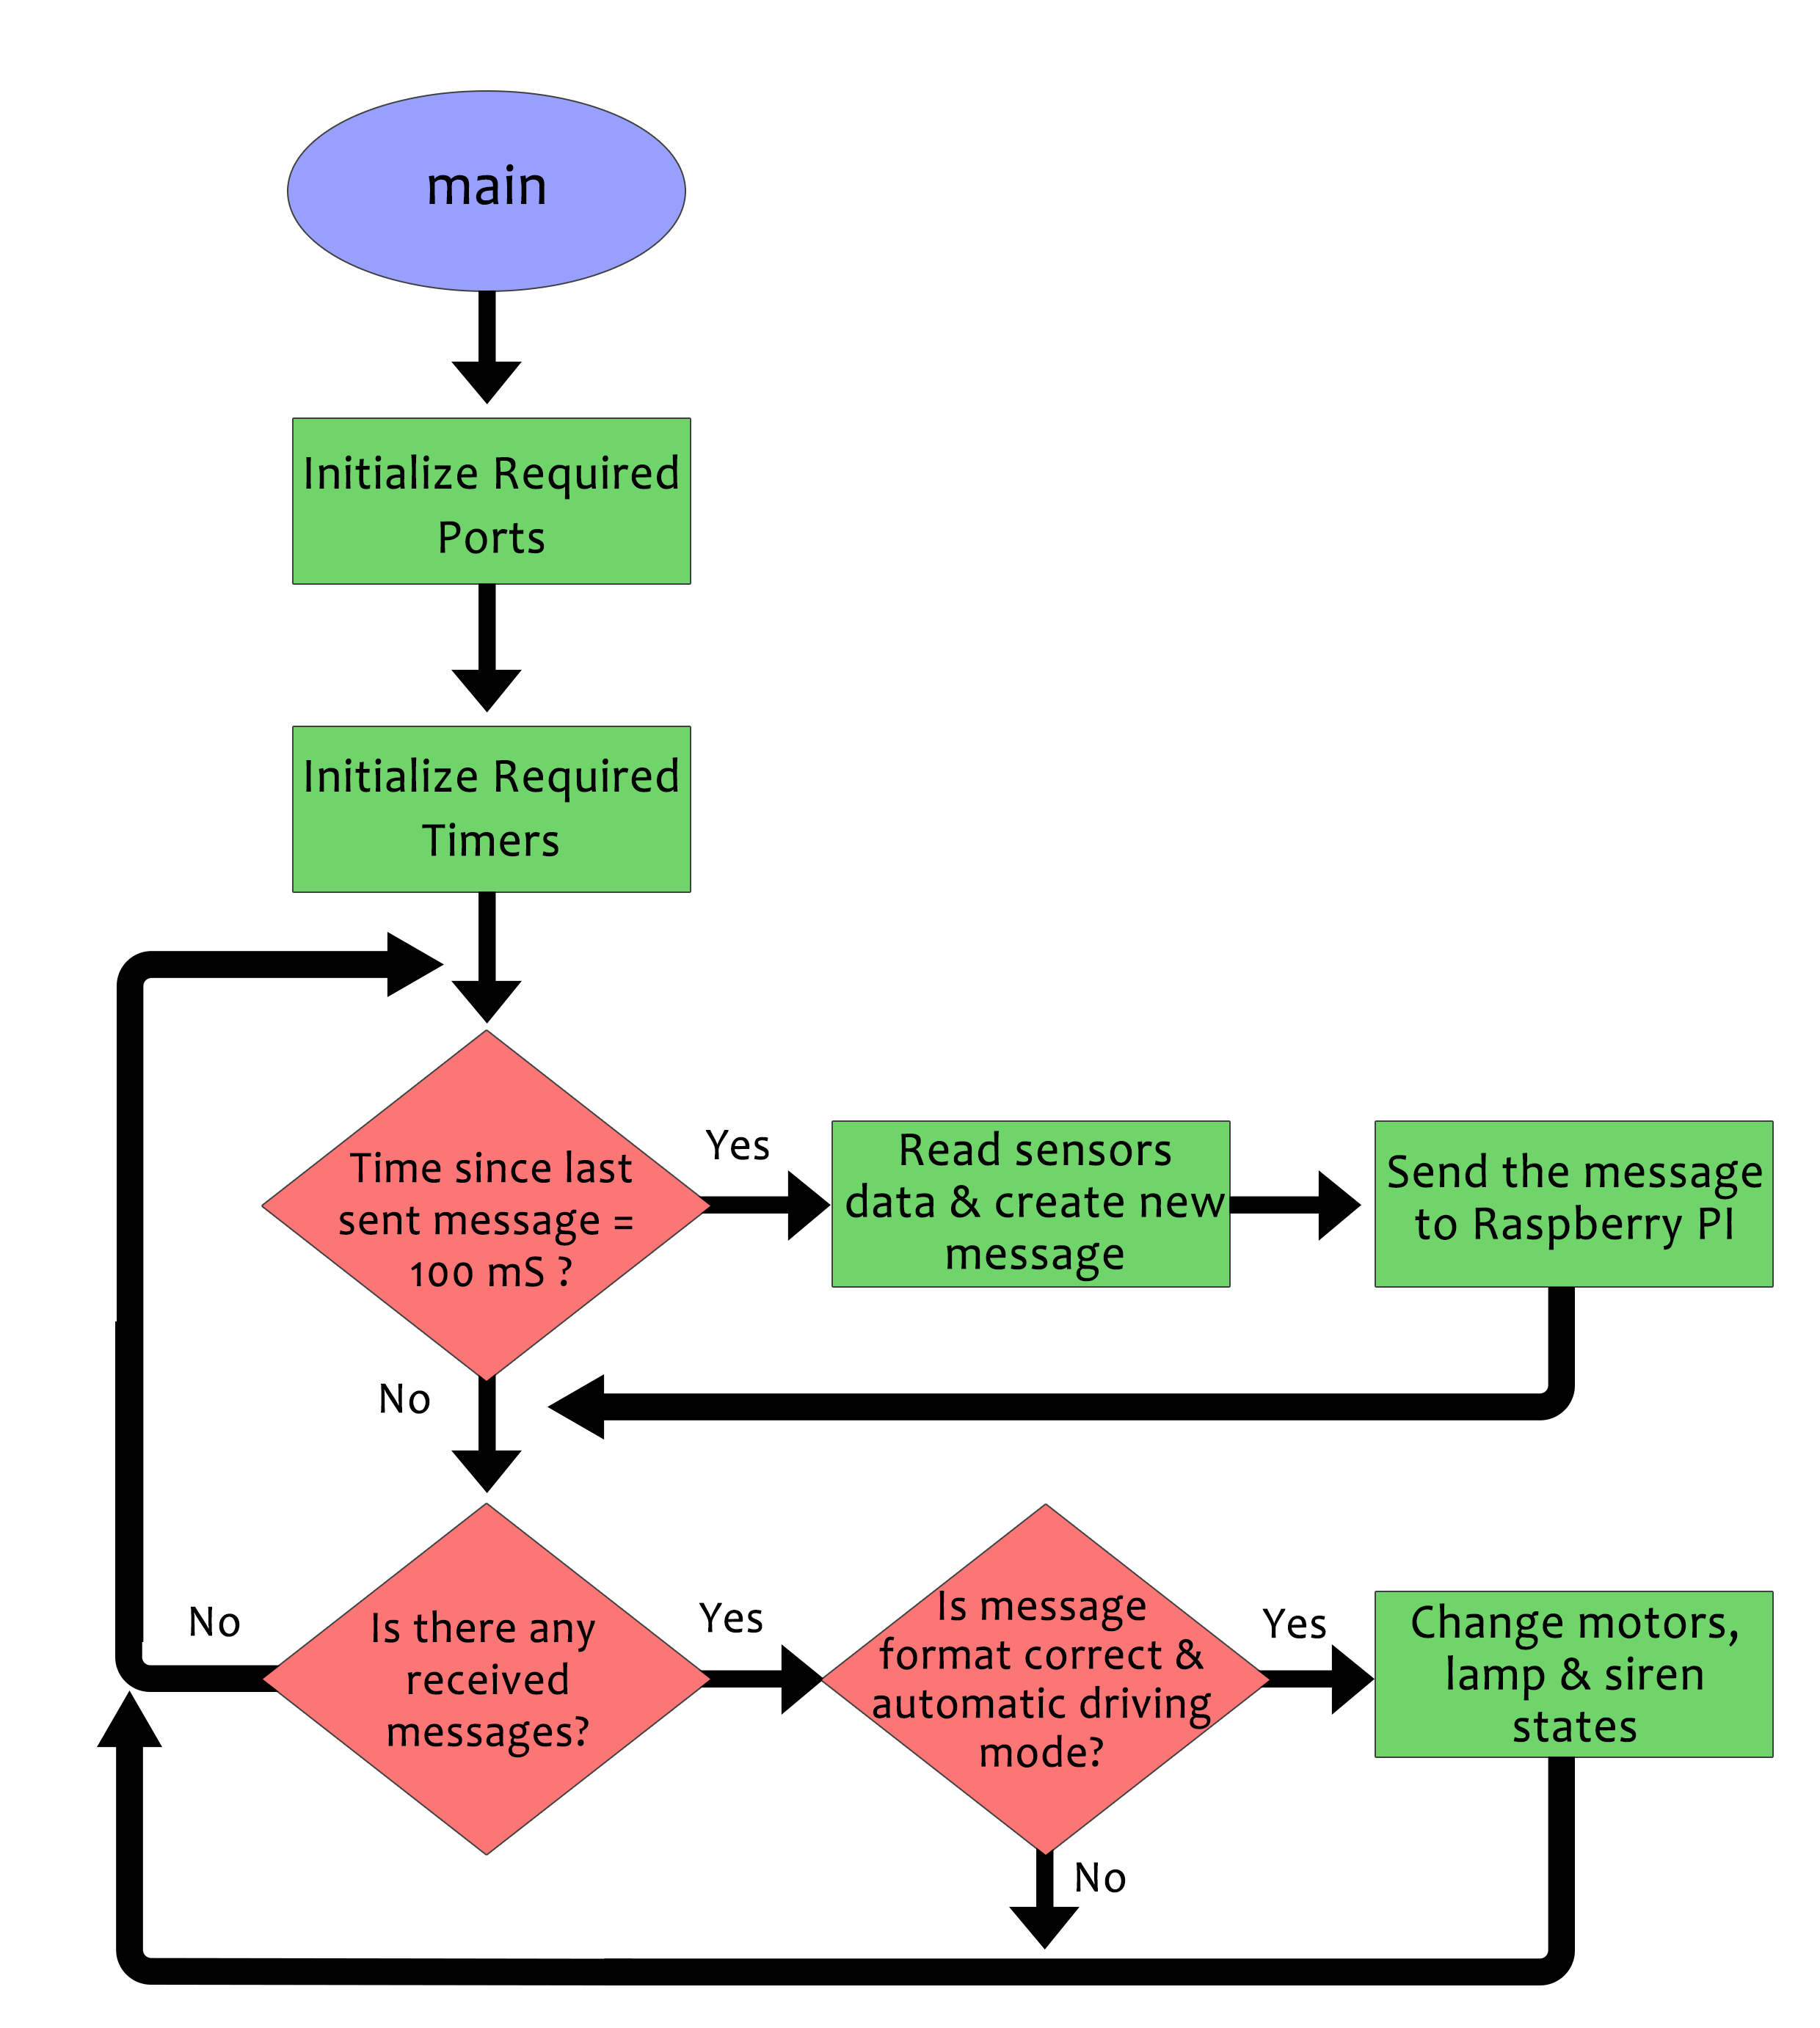 main
Initialize Required
Ports
Initialize Required
Timers
Time since last
sent message =
100 mS ?
Yes
Read sensors
data & create new
message
Send the message
to Raspberry PI
No
Is there any
received
messages?
No
Yes
Is message
format correct &
automatic driving
mode?
Yes
Change motors,
lamp & siren
states
No